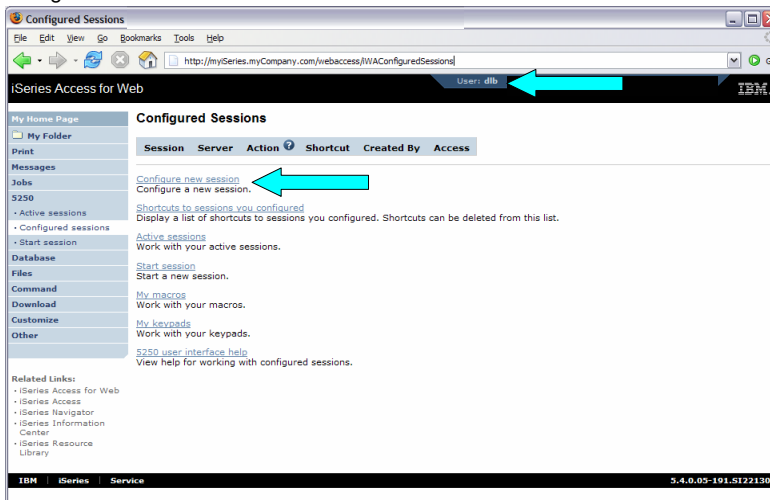 Configured Sessions
File Edit View Go Bookmarks Tools Help
http://myiSeries.myCompany.com/webaccess/iWAConfiguredSessions
iSeries Access for Web
User: dlb
IBM.
My Home Page
My Folder
Print
Messages
Jobs
5250
• Active sessions
• Configured sessions
• Start session
Database
Files
Command
Download
Customize
Other
Related Links:
• iSeries Access for Web
• iSeries Access
• iSeries Navigator
• iSeries Information
Center
• iSeries Resource
Library
Configured Sessions
Session Server Action ? Shortcut Created By Access
Configure new session
Configure a new session.
Shortcuts to sessions you configured
Display a list of shortcuts to sessions you configured. Shortcuts can be deleted from this list.
Active sessions
Work with your active sessions.
Start session
Start a new session.
My macros
Work with your macros.
My keypads
Work with your keypads.
5250 user interface help
View help for working with configured sessions.
IBM | iSeries | Service
5.4.0.05-191.SI22130